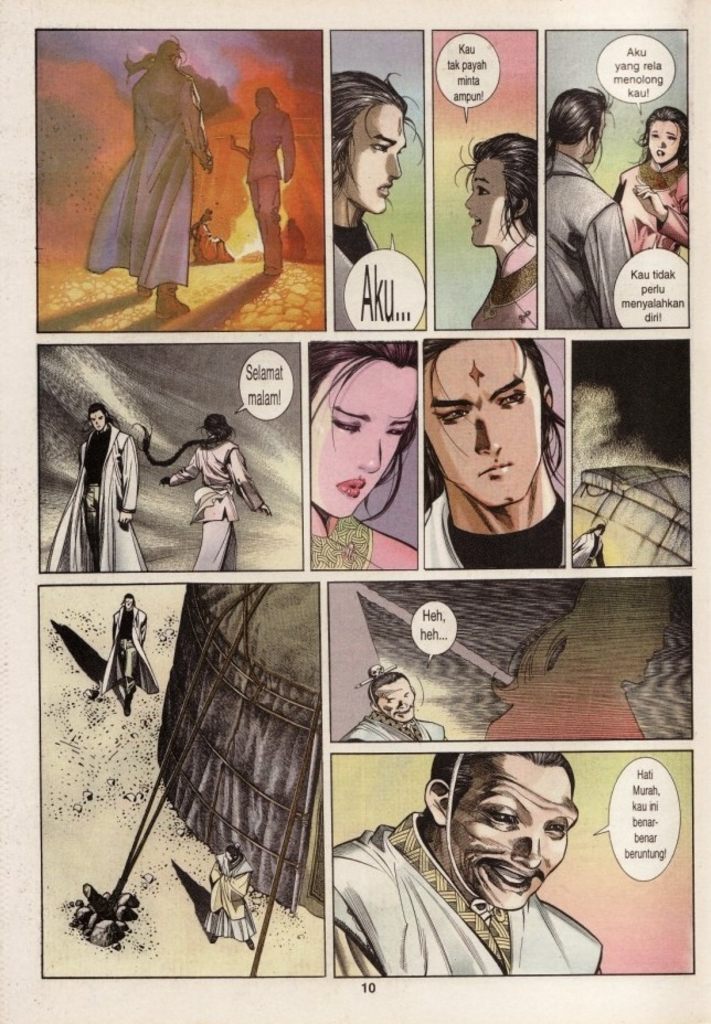 Aku...
Kau
tak payah
minta
ampun!
Aku
yang rela
menolong
kau!
Kau tidak
perlu
menyalahkan
diri!
Selamat
malam!
Heh,
heh...
Hati
Murah,
kau ini
benar-
benar
beruntung!
10